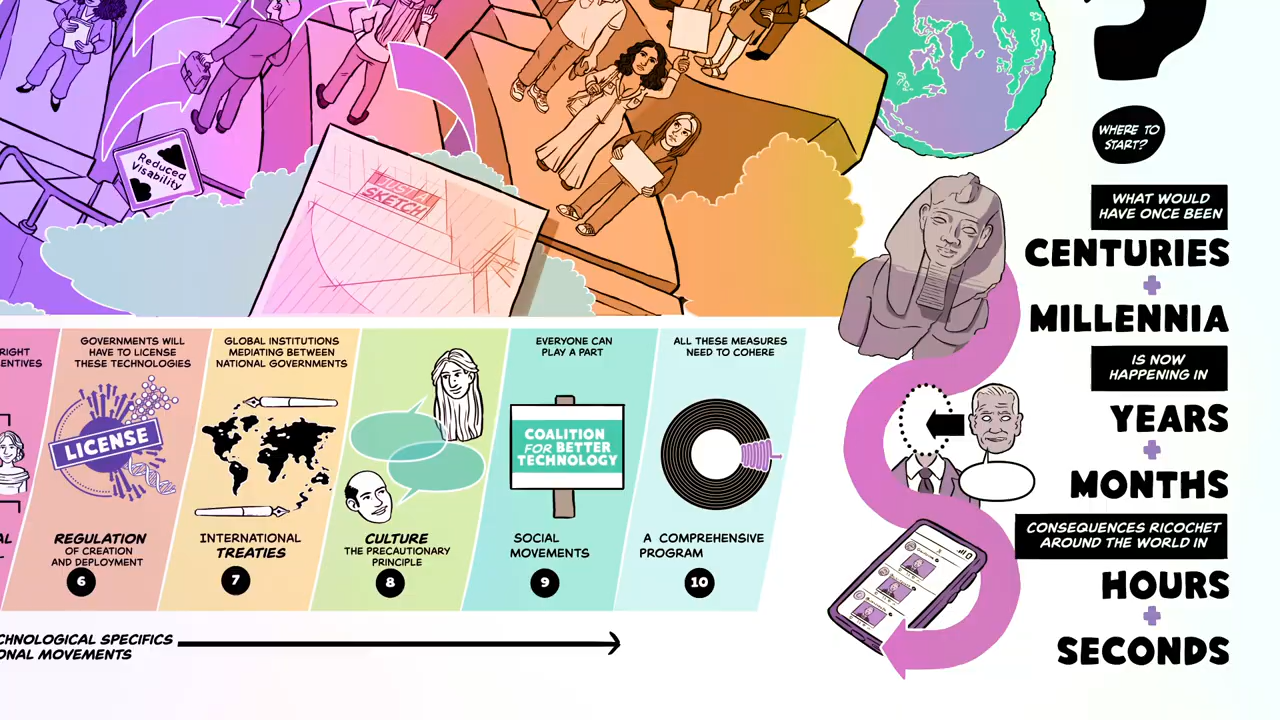 Reduced
Visability
JUST A
SKETCH
WHERE TO
START?
WHAT WOULD
HAVE ONCE BEEN
CENTURIES
+
MILLENNIA
IS NOW
HAPPENING IN
YEARS
+
MONTHS
CONSEQUENCES RICOCHET
AROUND THE WORLD IN
HOURS
+
SECONDS
GOVERNMENTS WILL
HAVE TO LICENSE
THESE TECHNOLOGIES
LICENSE
REGULATION
OF CREATION
AND DEPLOYMENT
6
GLOBAL INSTITUTIONS
MEDIATING BETWEEN
NATIONAL GOVERNMENTS
INTERNATIONAL
TREATIES
7
CULTURE
THE PRECAUTIONARY
PRINCIPLE
8
EVERYONE CAN
PLAY A PART
COALITION
FOR BETTER
TECHNOLOGY
SOCIAL
MOVEMENTS
9
ALL THESE MEASURES
NEED TO COHERE
A COMPREHENSIVE
PROGRAM
10
RIGHT
ENTIVES
AL
CHNOLOGICAL SPECIFICS
ONAL MOVEMENTS